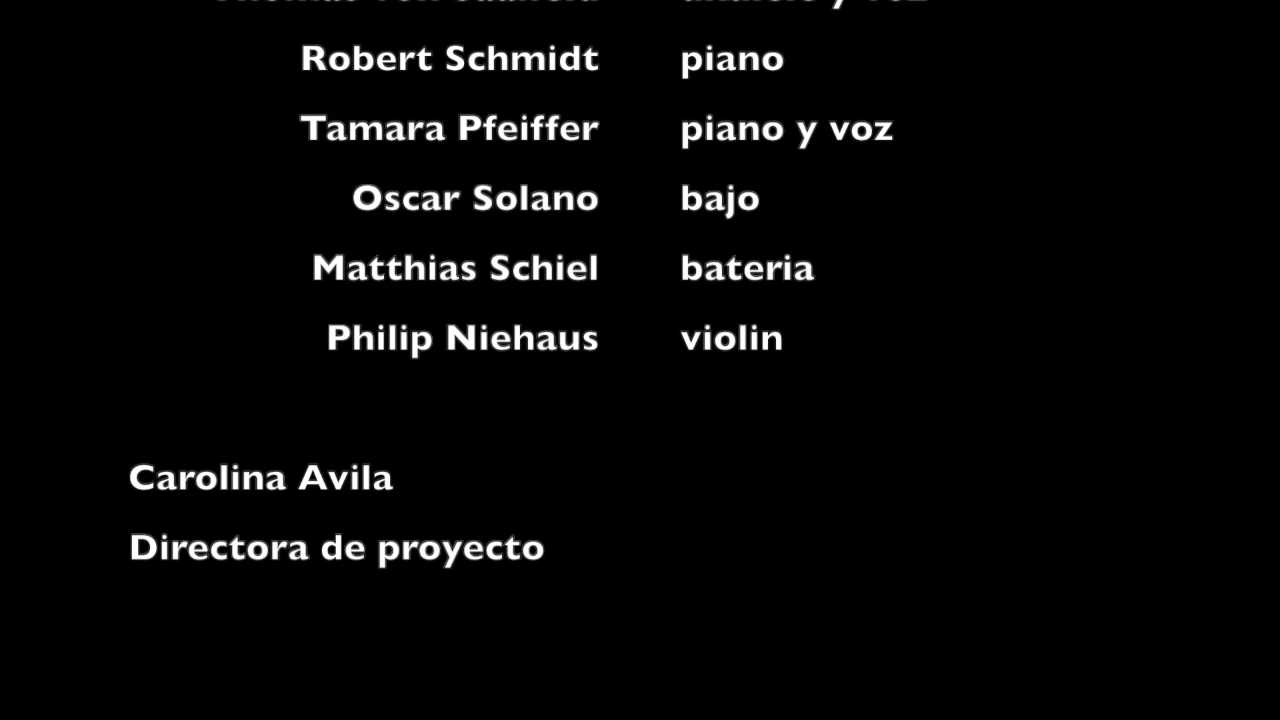 Robert Schmidt piano
Tamara Pfeiffer piano y voz
Oscar Solano bajo
Matthias Schiel bateria
Philip Niehaus violin
Carolina Avila
Directora de proyecto